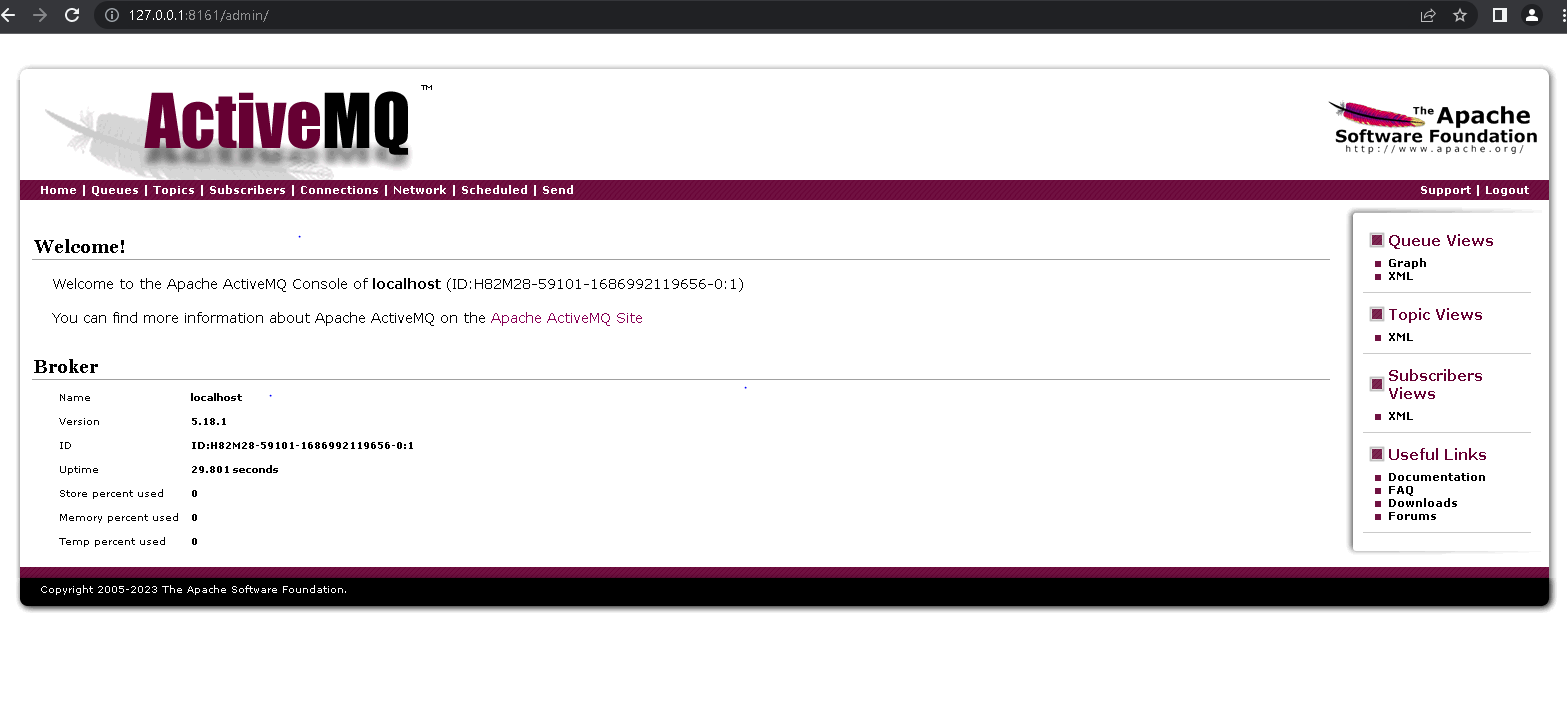 127.0.0.1:8161/admin/
ActiveMQ ™
The Apache
Software Foundation
http://www.apache.org/
Home | Queues | Topics | Subscribers | Connections | Network | Scheduled | Send
Support | Logout
Welcome!
Welcome to the Apache ActiveMQ Console of localhost (ID:H82M28-59101-1686992119656-0:1)
You can find more information about Apache ActiveMQ on the Apache ActiveMQ Site
Broker
Name localhost
Version 5.18.1
ID ID:H82M28-59101-1686992119656-0:1
Uptime 29.801 seconds
Store percent used 0
Memory percent used 0
Temp percent used 0
Queue Views
Graph
XML
Topic Views
XML
Subscribers
Views
XML
Useful Links
Documentation
FAQ
Downloads
Forums
Copyright 2005-2023 The Apache Software Foundation.